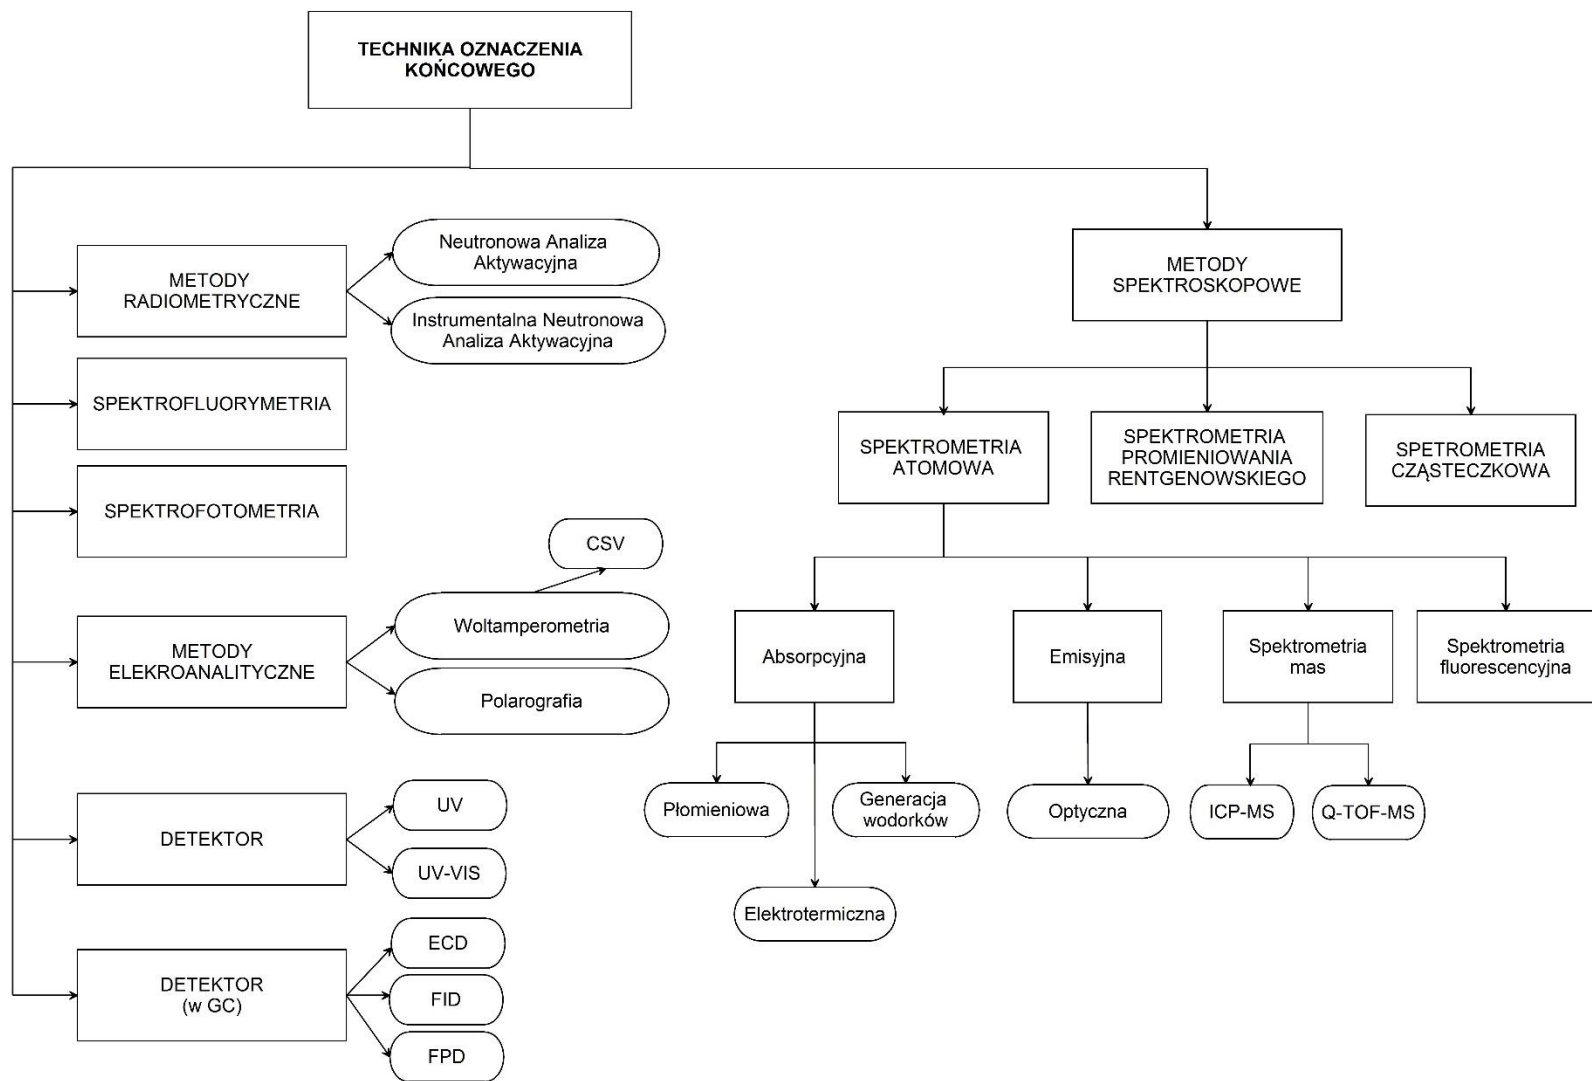 TECHNIKA OZNACZENIA
KOŃCOWEGO
METODY
RADIOMETRYCZNE
Neutronowa Analiza
Aktywacyjna
Instrumentalna Neutronowa
Analiza Aktywacyjna
SPEKTROFLUORYMETRIA
SPEKTROFOTOMETRIA
METODY
ELEKROANALITYCZNE
CSV
Woltamperometria
Polarografia
DETEKTOR
UV
UV-VIS
DETEKTOR
(w GC)
ECD
FID
FPD
METODY
SPEKTROSKOPOWE
SPEKTROMETRIA
ATOMOWA
SPEKTROMETRIA
PROMIENIOWANIA
RENTGENOWSKIEGO
SPETROMETRIA
CZĄSTECZKOWA
Absorpcyjna
Emisyjna
Spektrometria
mas
Spektrometria
fluorescencyjna
Płomieniowa
Generacja
wodorków
Elektrotermiczna
Optyczna
ICP-MS
Q-TOF-MS